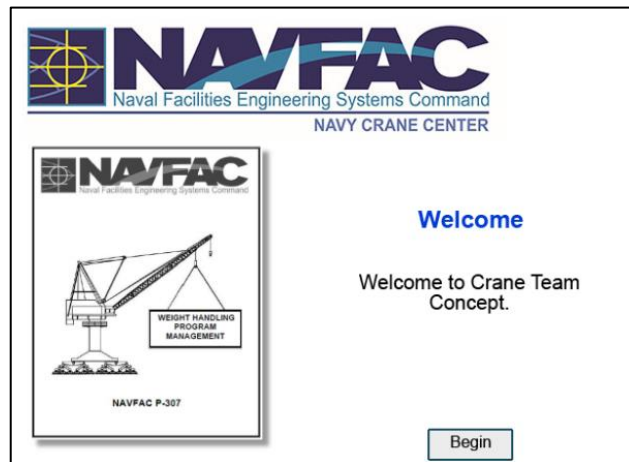 NAVFAC
Naval Facilities Engineering Systems Command
NAVY CRANE CENTER
NAVFAC
Naval Facilities Engineering Systems Command
WEIGHT HANDLING
PROGRAM
MANAGEMENT
NAVFAC P-307
Welcome
Welcome to Crane Team
Concept.
Begin